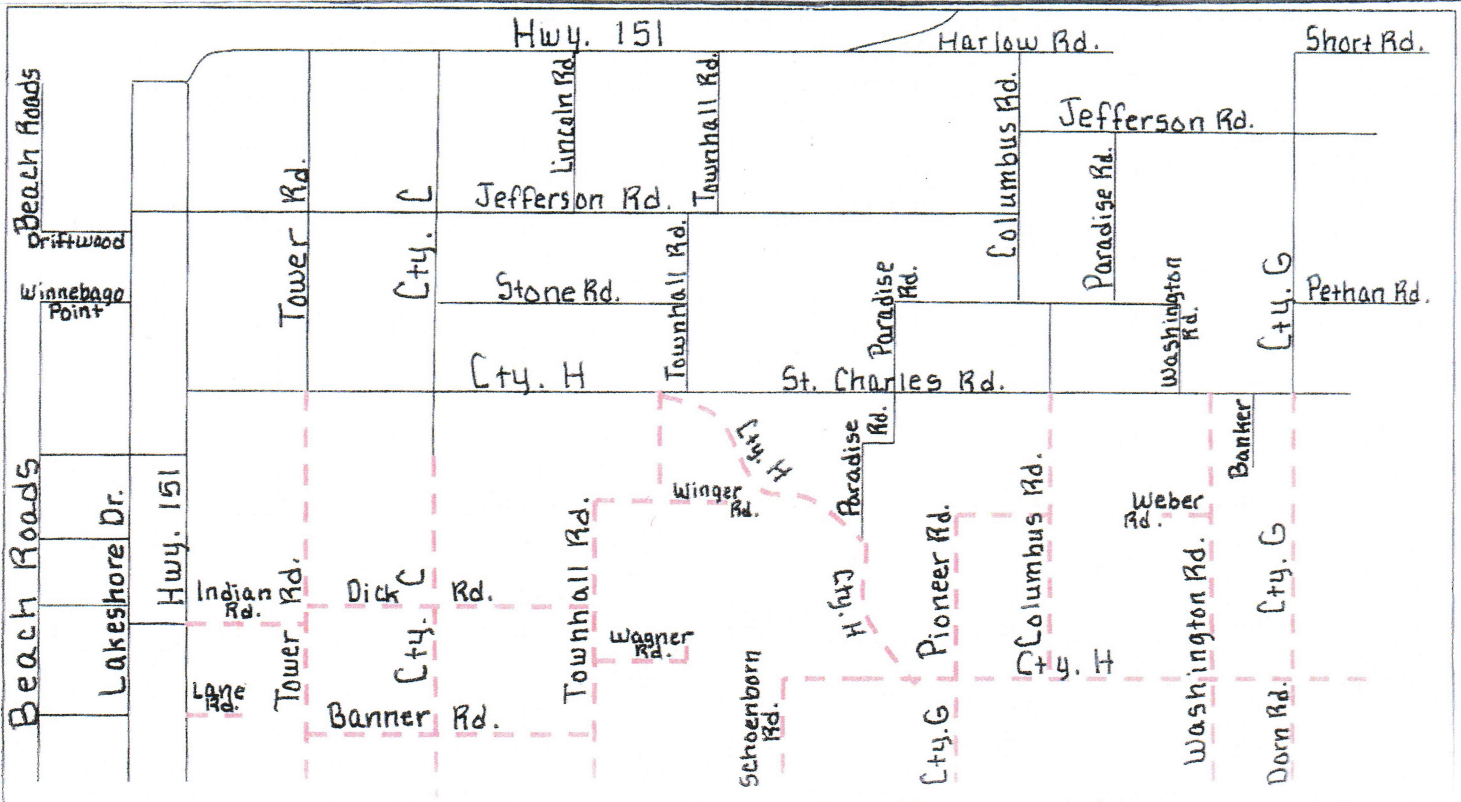 Hwy. 151
Harlow Rd.
Short Rd.
Beach Roads
Lincoln Rd.
Townhall Rd.
Columbus Rd.
Jefferson Rd.
Paradise Rd.
Tower Rd.
Cty. C
Jefferson Rd.
Driftwood
Winnebago
Point
Stone Rd.
Townhall Rd.
Paradise
Rd.
Washington
Rd.
Cty. G
Pethan Rd.
Cty. H
St. Charles Rd.
Beach Roads
Lakeshore Dr.
Hwy. 151
Cty.
H
Paradise
Rd.
Banker
Winger
Rd.
Weber
Rd.
Indian
Rd.
Tower Rd.
Dick Rd.
Cty. C
Townhall Rd.
Wagner
Rd.
Cty. H
Pioneer Rd.
Columbus Rd.
Washington Rd.
Cty. G
Cty. H
Lane
Rd.
Banner Rd.
Schoenborn
Rd.
Cty. G
Dorn Rd.